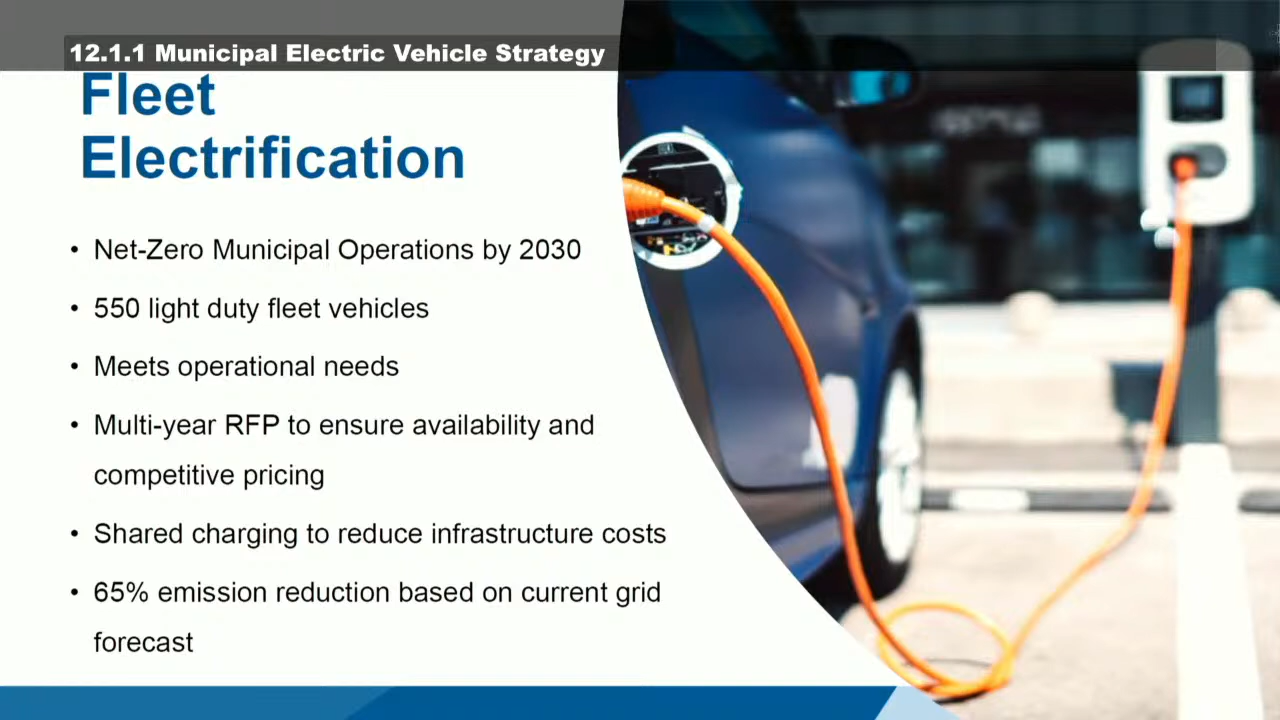 12.1.1 Municipal Electric Vehicle Strategy
Fleet
Electrification
• Net-Zero Municipal Operations by 2030
• 550 light duty fleet vehicles
• Meets operational needs
• Multi-year RFP to ensure availability and
competitive pricing
• Shared charging to reduce infrastructure costs
• 65% emission reduction based on current grid
forecast